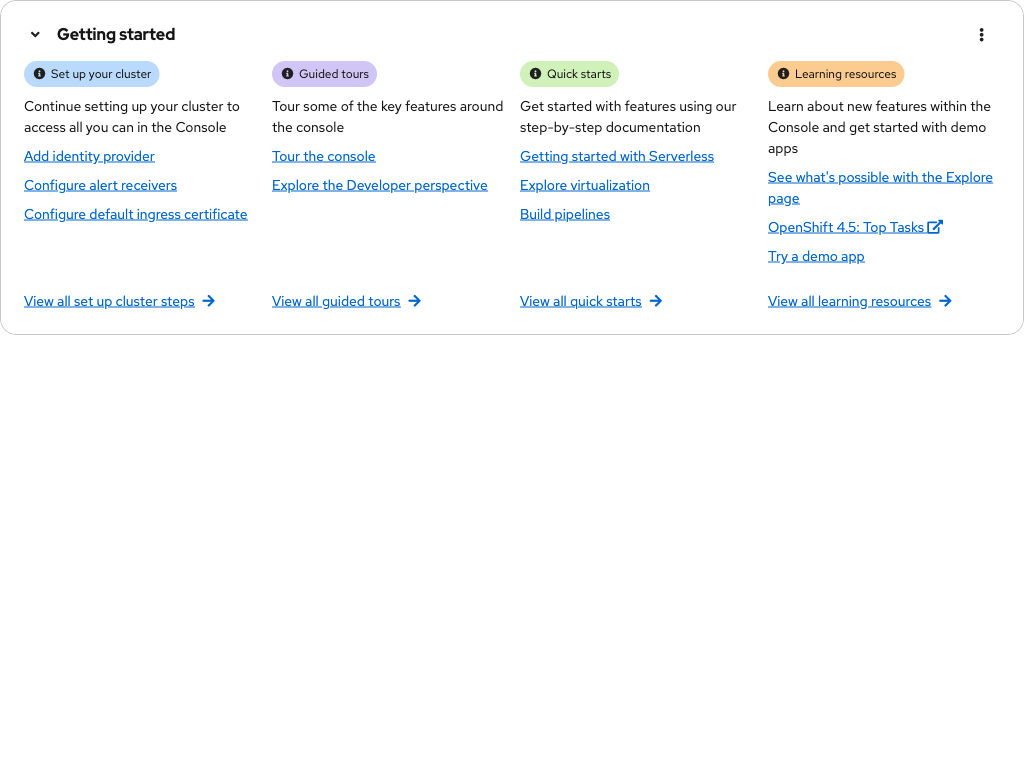 Getting started
Set up your cluster
Continue setting up your cluster to
access all you can in the Console
Add identity provider
Configure alert receivers
Configure default ingress certificate
View all set up cluster steps
Guided tours
Tour some of the key features around
the console
Tour the console
Explore the Developer perspective
View all guided tours
Quick starts
Get started with features using our
step-by-step documentation
Getting started with Serverless
Explore virtualization
Build pipelines
View all quick starts
Learning resources
Learn about new features within the
Console and get started with demo
apps
See what's possible with the Explore
page
OpenShift 4.5: Top Tasks
Try a demo app
View all learning resources